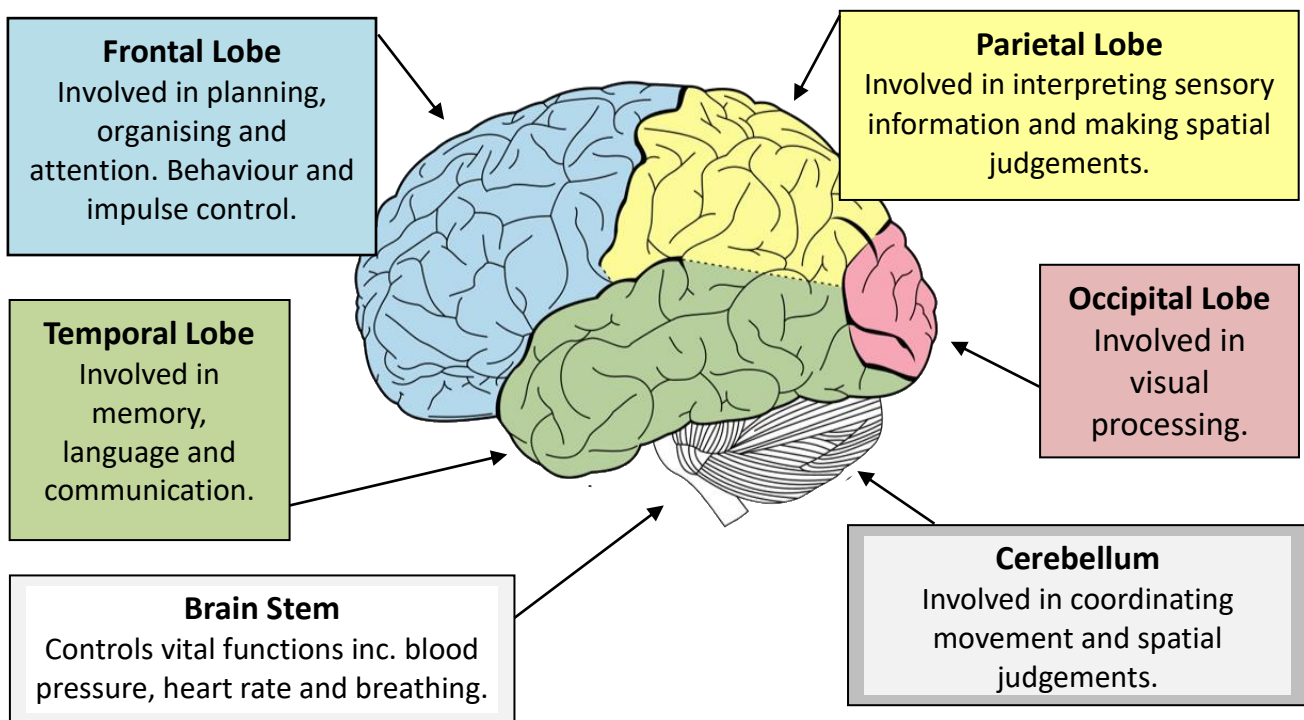 Frontal Lobe
Involved in planning,
organising and
attention. Behaviour and
impulse control.
Parietal Lobe
Involved in interpreting sensory
information and making spatial
judgements.
Temporal Lobe
Involved in
memory,
language and
communication.
Occipital Lobe
Involved in
visual
processing.
Brain Stem
Controls vital functions inc. blood
pressure, heart rate and breathing.
Cerebellum
Involved in coordinating
movement and spatial
judgements.